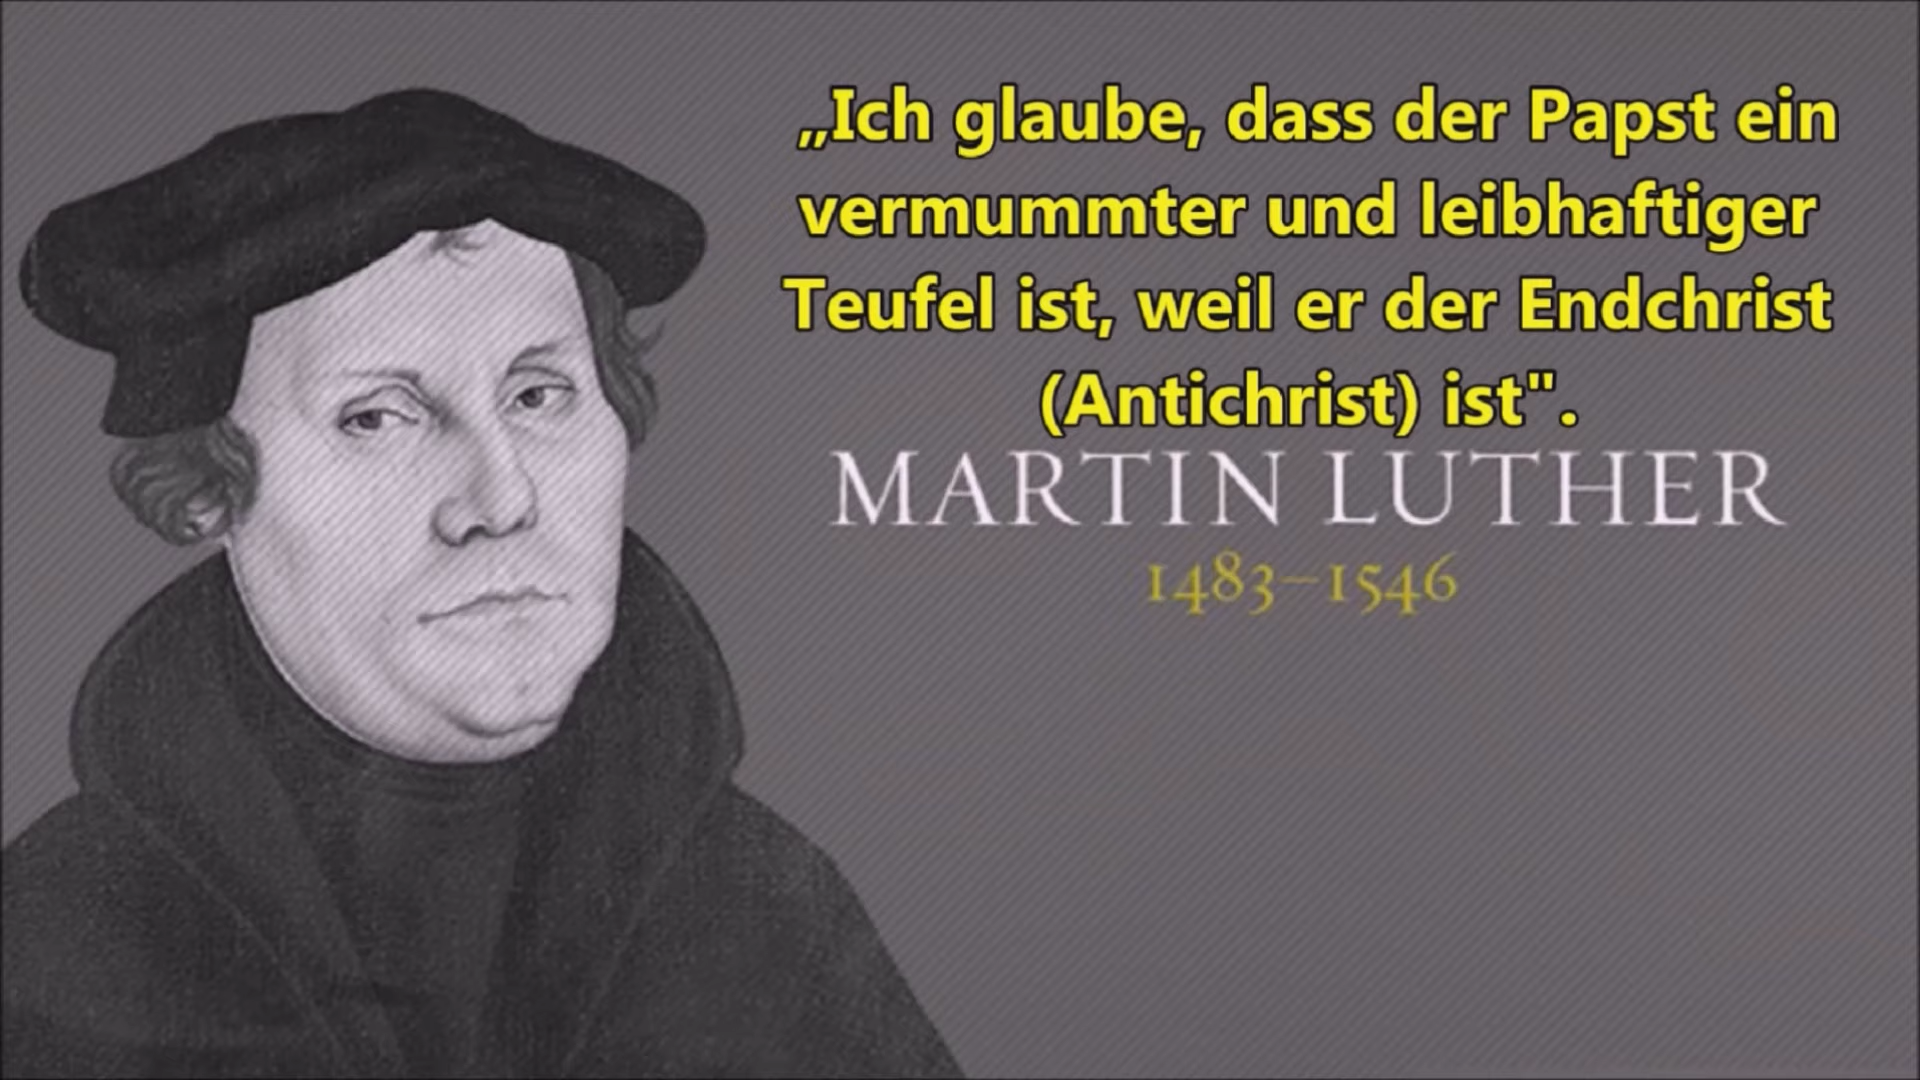 „Ich glaube, dass der Papst ein
vermummter und leibhaftiger
Teufel ist, weil er der Endchrist
(Antichrist) ist".
MARTIN LUTHER
1483–1546